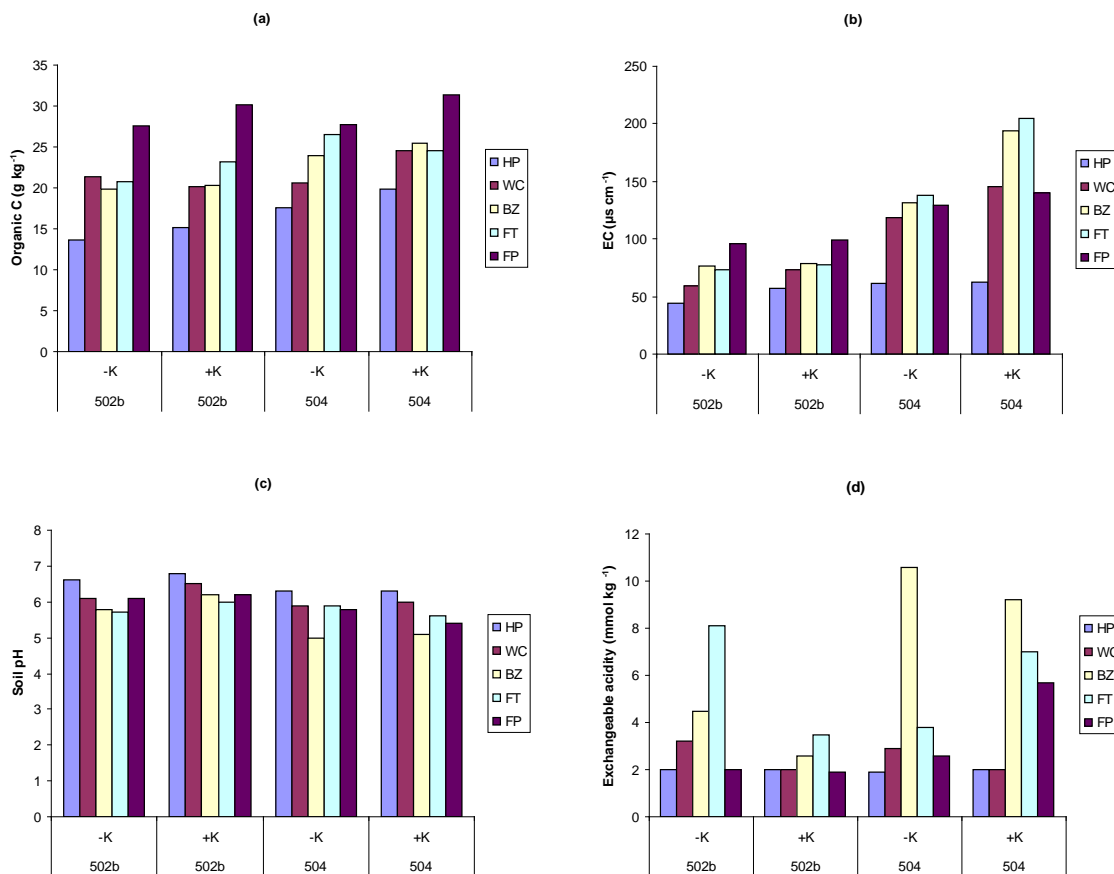 (a)
Organic C (g kg⁻¹)
35
30
25
20
15
10
5
0
-K +K -K +K
502b 502b 504 504
HP
WC
BZ
FT
FP
(b)
EC (µs cm⁻¹)
250
200
150
100
50
0
-K +K -K +K
502b 502b 504 504
HP
WC
BZ
FT
FP
(c)
Soil pH
8
7
6
5
4
3
2
1
0
-K +K -K +K
502b 502b 504 504
HP
WC
BZ
FT
FP
(d)
Exchangeable acidity (mmol kg ⁻¹)
12
10
8
6
4
2
0
-K +K -K +K
502b 502b 504 504
HP
WC
BZ
FT
FP